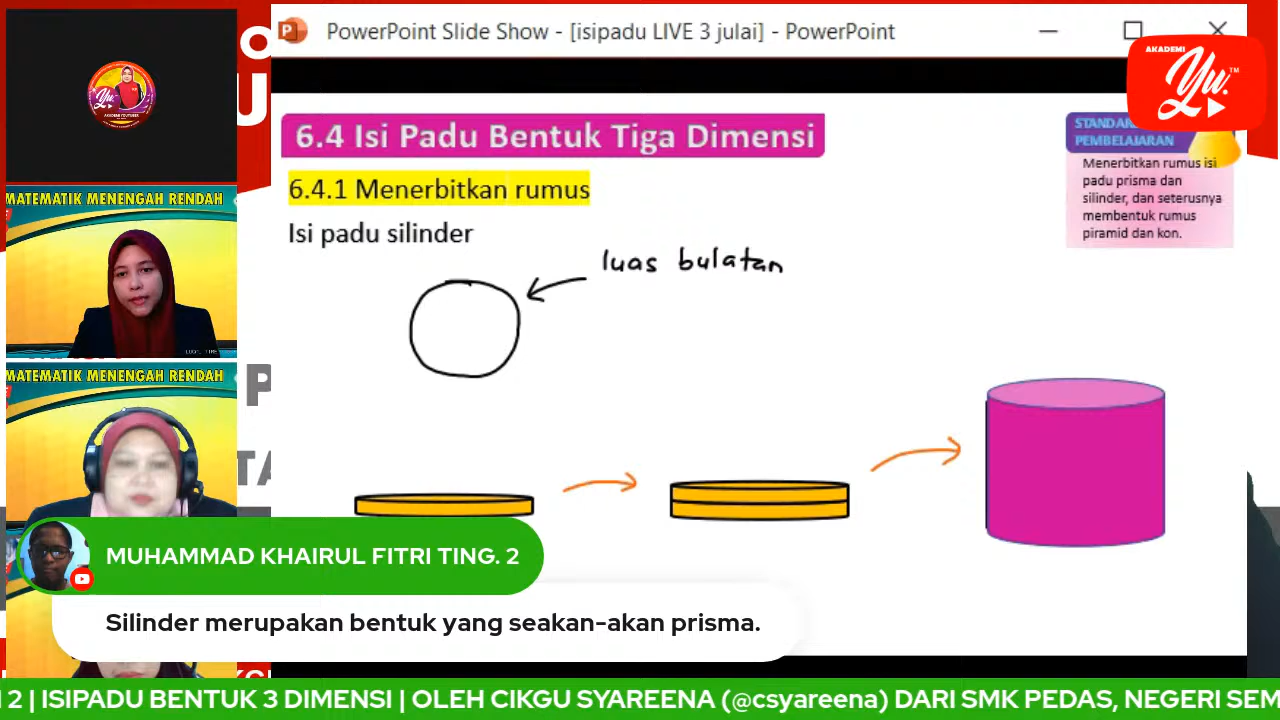 PowerPoint Slide Show - [isipadu LIVE 3 julai] - PowerPoint
AKADEMI
Yu.
TM
6.4 Isi Padu Bentuk Tiga Dimensi
6.4.1 Menerbitkan rumus
Isi padu silinder
luas bulatan
PEMBELAJARAN
Menerbitkan rumus isi
padu prisma dan
silinder, dan seterusnya
membentuk rumus
piramid dan kon.
MATEMATIK MENENGAH RENDAH
MATEMATIK MENENGAH RENDAH
MUHAMMAD KHAIRUL FITRI TING. 2
Silinder merupakan bentuk yang seakan-akan prisma.
2 | ISIPADU BENTUK 3 DIMENSI | OLEH CIKGU SYAREENA (@csyareena) DARI SMK PEDAS, NEGERI SEM